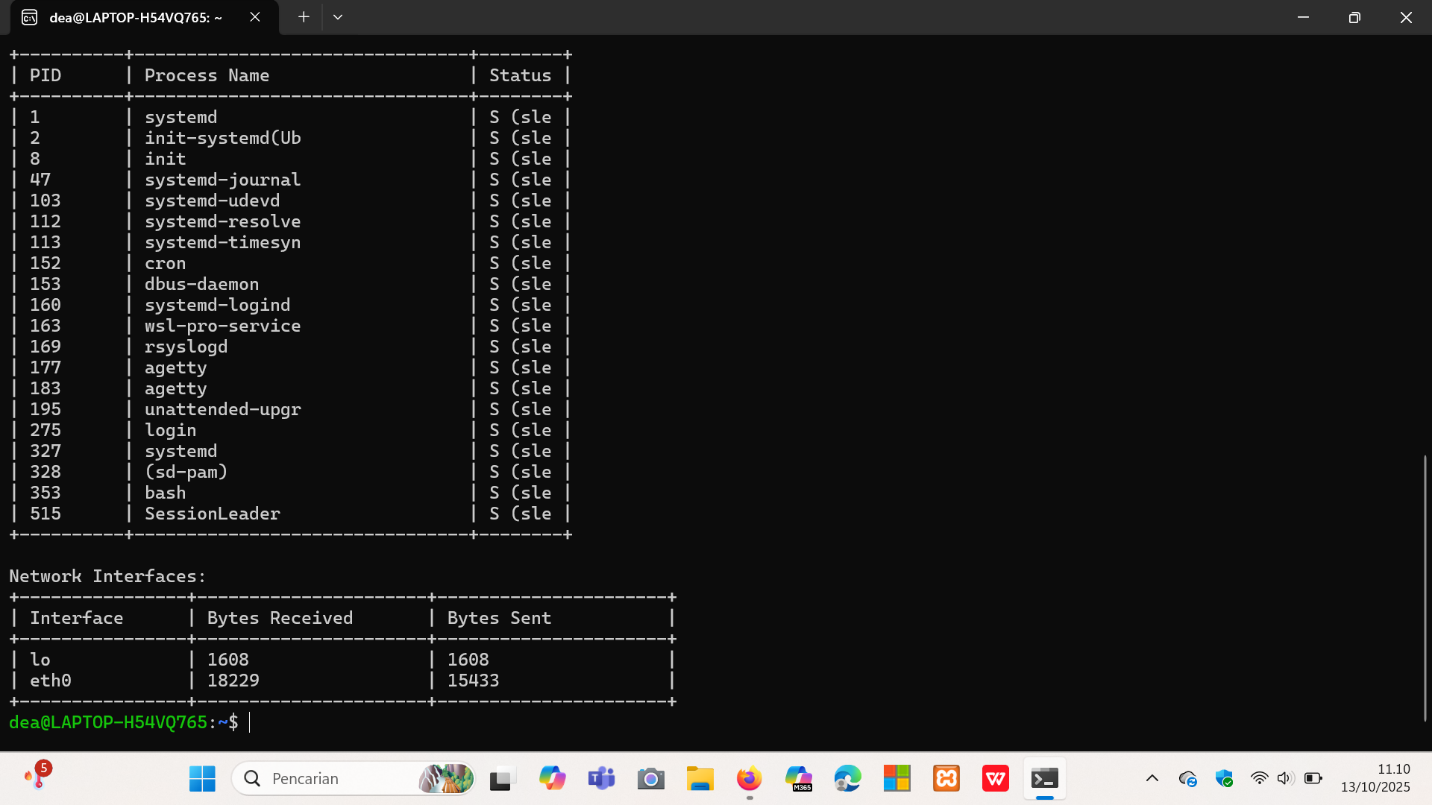 dea@LAPTOP-H54VQ765: ~
+----------+--------------------------------+--------+
| PID      | Process Name                   | Status |
+----------+--------------------------------+--------+
| 1        | systemd                        | S (sle |
| 2        | init-systemd(Ub                | S (sle |
| 8        | init                           | S (sle |
| 47       | systemd-journal                | S (sle |
| 103      | systemd-udevd                  | S (sle |
| 112      | systemd-resolve                | S (sle |
| 113      | systemd-timesyn                | S (sle |
| 152      | cron                           | S (sle |
| 153      | dbus-daemon                    | S (sle |
| 160      | systemd-logind                 | S (sle |
| 163      | wsl-pro-service                | S (sle |
| 169      | rsyslogd                       | S (sle |
| 177      | agetty                         | S (sle |
| 183      | agetty                         | S (sle |
| 195      | unattended-upgr                | S (sle |
| 275      | login                          | S (sle |
| 327      | systemd                        | S (sle |
| 328      | (sd-pam)                       | S (sle |
| 353      | bash                           | S (sle |
| 515      | SessionLeader                  | S (sle |
+----------+--------------------------------+--------+
Network Interfaces:
+----------------+----------------------+----------------------+
| Interface      | Bytes Received       | Bytes Sent           |
+----------------+----------------------+----------------------+
| lo             | 1608                 | 1608                 |
| eth0           | 18229                | 15433                |
+----------------+----------------------+----------------------+
dea@LAPTOP-H54VQ765:~$
5
Pencarian
M365
11.10
13/10/2025